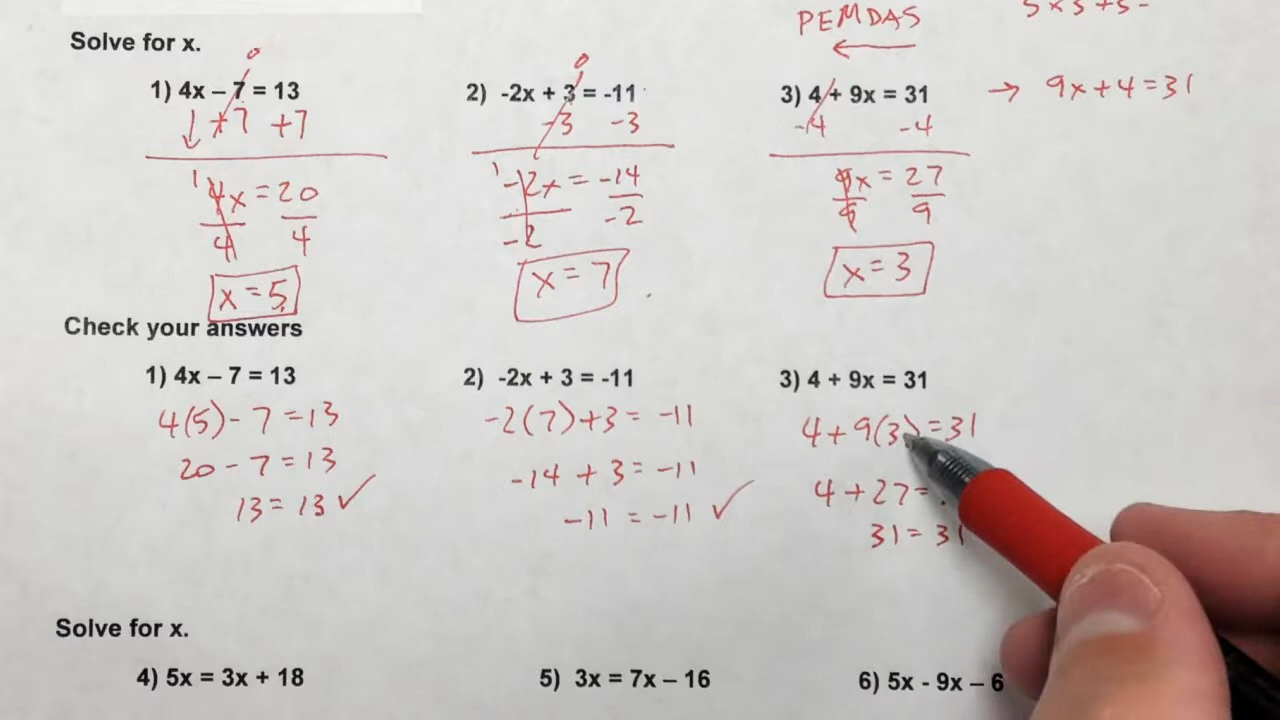 PEMDAS
Solve for x.
1) 4x – 7 = 13
+7 +7
4x = 20
4 4
x = 5
2) -2x + 3 = -11
-3 -3
-2x = -14
-2 -2
x = 7
3) 4 + 9x = 31 → 9x + 4 = 31
-4 -4
9x = 27
9 9
x = 3
Check your answers
1) 4x – 7 = 13
4(5) - 7 = 13
20 - 7 = 13
13 = 13 ✓
2) -2x + 3 = -11
-2(7) + 3 = -11
-14 + 3 = -11
-11 = -11 ✓
3) 4 + 9x = 31
4 + 9(3) = 31
4 + 27 =
31 = 31
Solve for x.
4) 5x = 3x + 18
5) 3x = 7x – 16
6) 5x - 9x – 6